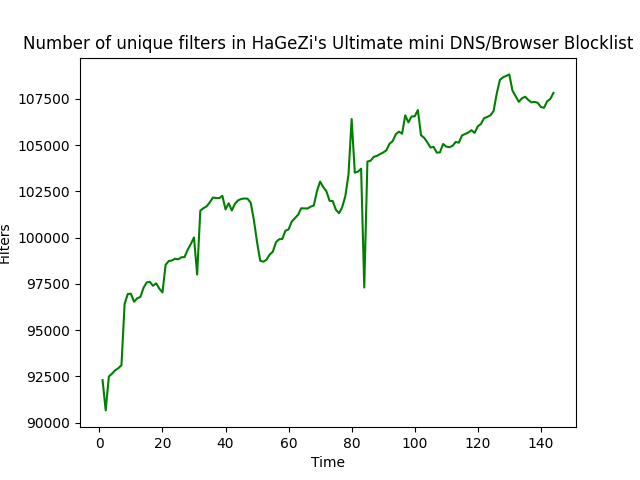 Number of unique filters in HaGeZi's Ultimate mini DNS/Browser Blocklist
107500
105000
102500
100000
97500
95000
92500
90000
Filters
0 20 40 60 80 100 120 140
Time